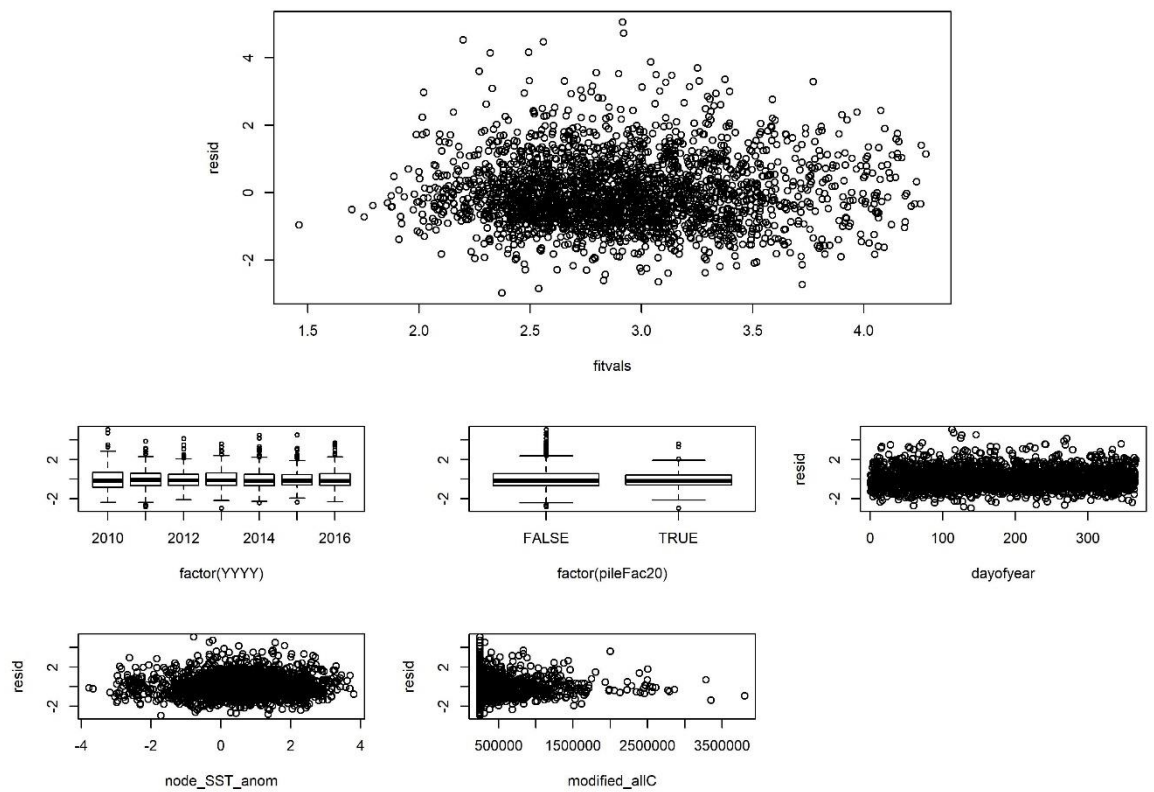 resid
4
2
0
-2
1.5 2.0 2.5 3.0 3.5 4.0
fitvals
2
-2
2010 2012 2014 2016
factor(YYYY)
2
-2
FALSE TRUE
factor(pileFac20)
resid
2
-2
0 100 200 300
dayofyear
resid
2
-2
-4 -2 0 2 4
node_SST_anom
resid
2
-2
500000 1500000 2500000 3500000
modified_allC